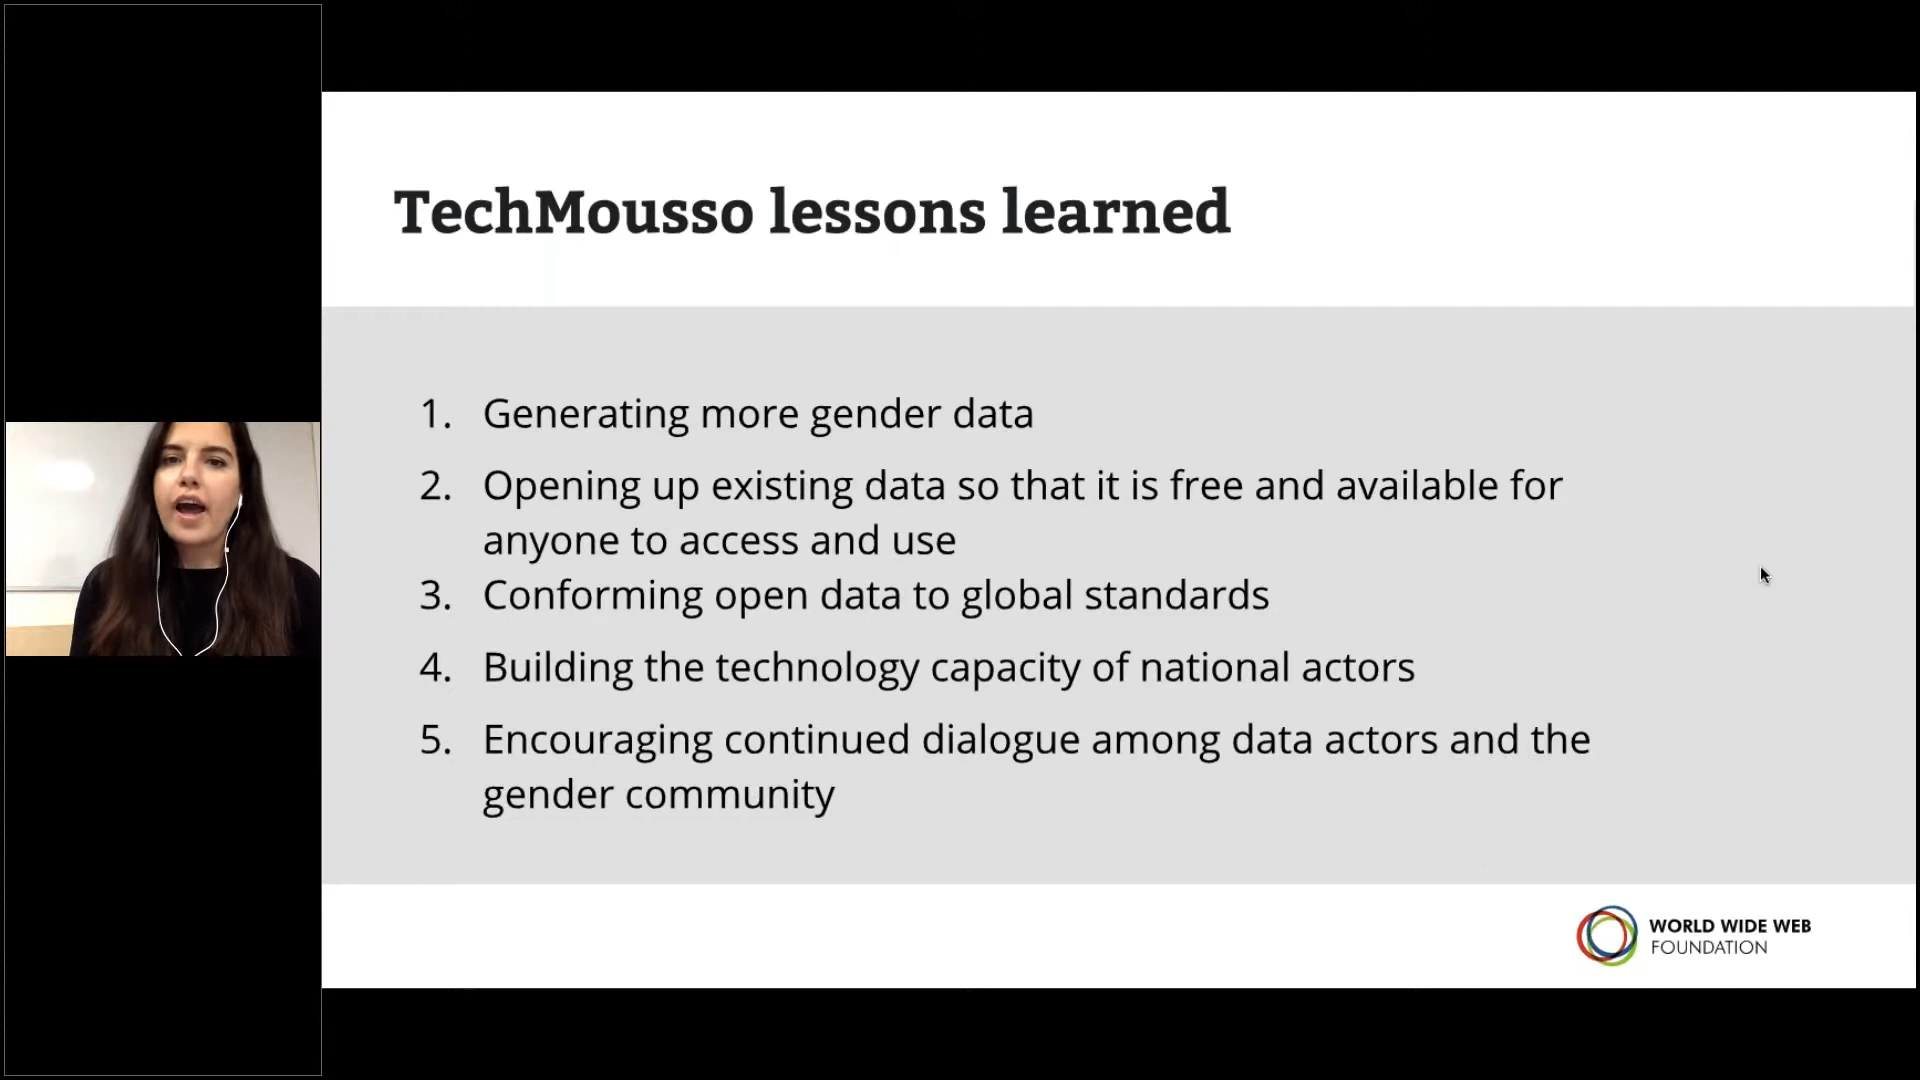 TechMousso lessons learned
1. Generating more gender data
2. Opening up existing data so that it is free and available for
anyone to access and use
3. Conforming open data to global standards
4. Building the technology capacity of national actors
5. Encouraging continued dialogue among data actors and the
gender community
WORLD WIDE WEB
FOUNDATION